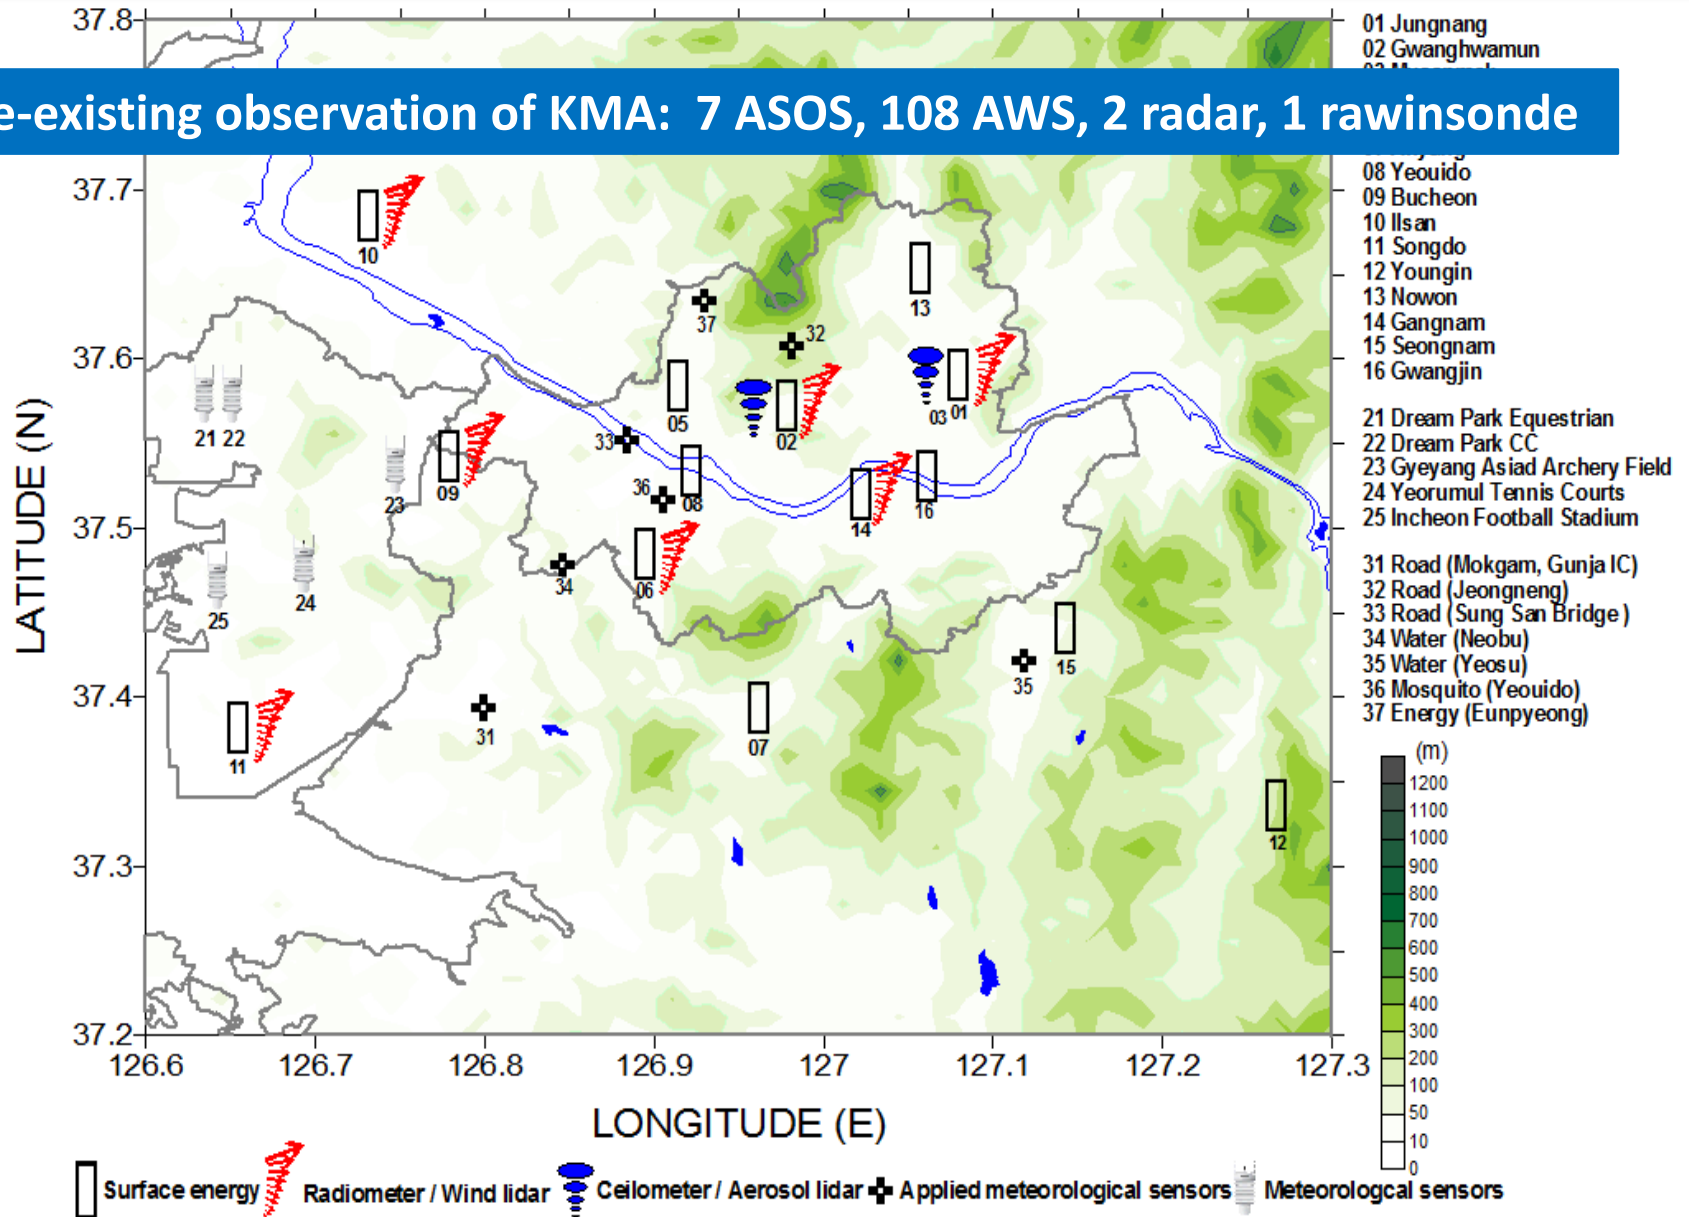 37.8
01 Jungnang
02 Gwanghwamun
e-existing observation of KMA: 7 ASOS, 108 AWS, 2 radar, 1 rawinsonde
08 Yeouido
09 Bucheon
10 Ilsan
11 Songdo
12 Youngin
13 Nowon
14 Gangnam
15 Seongnam
16 Gwangjin
21 Dream Park Equestrian
22 Dream Park CC
23 Gyeyang Asiad Archery Field
24 Yeorumul Tennis Courts
25 Incheon Football Stadium
31 Road (Mokgam, Gunja IC)
32 Road (Jeongneng)
33 Road (Sung San Bridge )
34 Water (Neobu)
35 Water (Yeosu)
36 Mosquito (Yeouido)
37 Energy (Eunpyeong)
(m)
1200
1100
1000
900
800
700
600
500
400
300
200
100
50
10
0
37.7
37.6
37.5
37.4
37.3
37.2
LATITUDE (N)
10
13
37
32
05
02
03 01
21 22
33
23
09
36
08
14
16
24
25
34
06
15
35
11
31
07
12
126.6 126.7 126.8 126.9 127 127.1 127.2 127.3
LONGITUDE (E)
Surface energy Radiometer / Wind lidar Ceilometer / Aerosol lidar Applied meteorological sensors Meteorologcal sensors